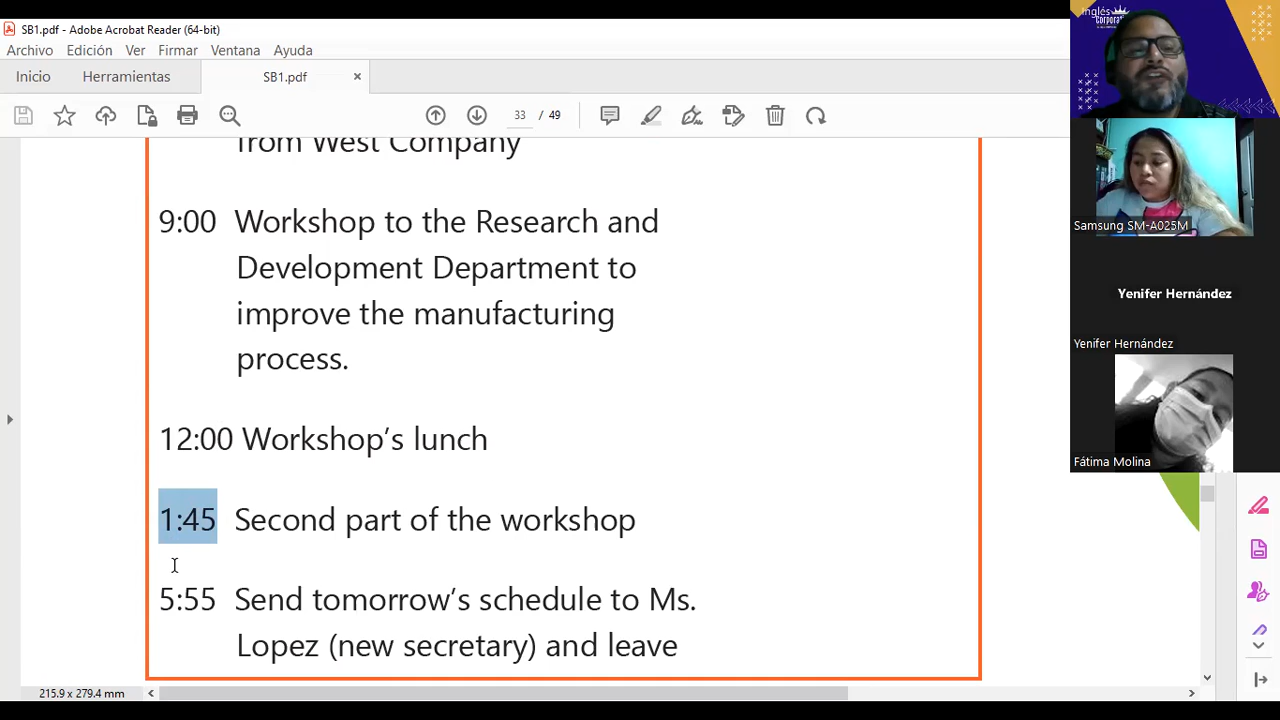 SB1.pdf - Adobe Acrobat Reader (64-bit)
Archivo Edición Ver Firmar Ventana Ayuda
Inicio Herramientas SB1.pdf ×
33 / 49
from West Company
9:00 Workshop to the Research and
Development Department to
improve the manufacturing
process.
12:00 Workshop's lunch
1:45 Second part of the workshop
5:55 Send tomorrow's schedule to Ms.
Lopez (new secretary) and leave
215.9 x 279.4 mm
Inglés
Corporativo
Samsung SM-A025M
Yenifer Hernández
Yenifer Hernández
Fátima Molina